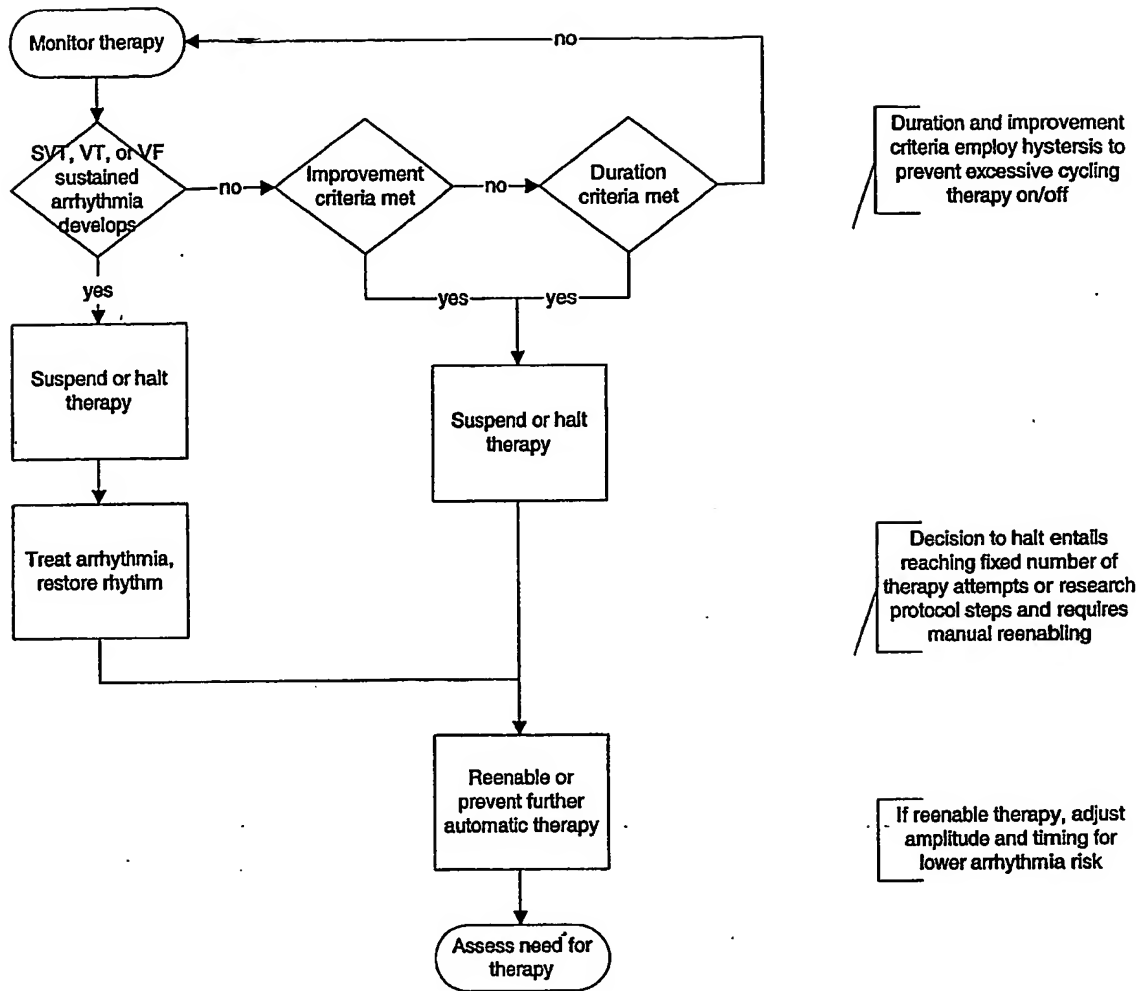 Monitor therapy
no
SVT, VT, or VF
sustained
arrhythmia
develops
no
Improvement
criteria met
no
Duration
criteria met
Duration and improvement
criteria employ hystersis to
prevent excessive cycling
therapy on/off
yes
yes
yes
Suspend or halt
therapy
Suspend or halt
therapy
Treat arrhythmia,
restore rhythm
Decision to halt entails
reaching fixed number of
therapy attempts or research
protocol steps and requires
manual reenabling
Reenable or
prevent further
automatic therapy
If reenable therapy, adjust
amplitude and timing for
lower arrhythmia risk
Assess need for
therapy